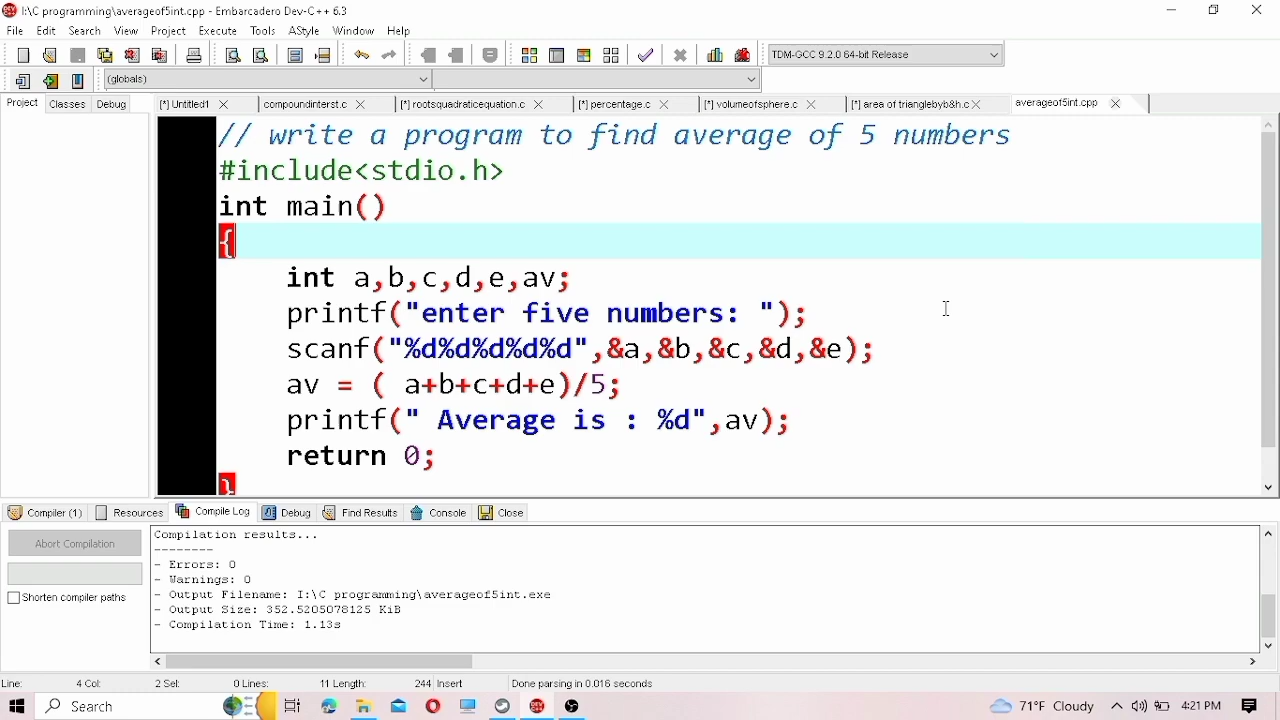 I:\C programming\averageof5int.cpp - Embarcadero Dev-C++ 6.3
File Edit Search View Project Execute Tools AStyle Window Help
TDM-GCC 9.2.0 64-bit Release
(globals)
Project Classes Debug
[*] Untitled1 compoundinterst.c [*] rootsquadraticequation.c [*] percentage.c [*] volumeofsphere.c [*] area of trianglebyb&h.c averageof5int.cpp
// write a program to find average of 5 numbers
#include<stdio.h>
int main()
{
int a,b,c,d,e,av;
printf("enter five numbers: ");
scanf("%d%d%d%d%d",&a,&b,&c,&d,&e);
av = ( a+b+c+d+e)/5;
printf(" Average is : %d",av);
return 0;
}
Compiler (1) Resources Compile Log Debug Find Results Console Close
Abort Compilation
Shorten compiler paths
Compilation results...
--------
- Errors: 0
- Warnings: 0
- Output Filename: I:\C programming\averageof5int.exe
- Output Size: 352.5205078125 KiB
- Compilation Time: 1.13s
Line: 4 Col: 2 Sel: 0 Lines: 11 Length: 244 Insert Done parsing in 0.016 seconds
Search 71°F Cloudy 4:21 PM